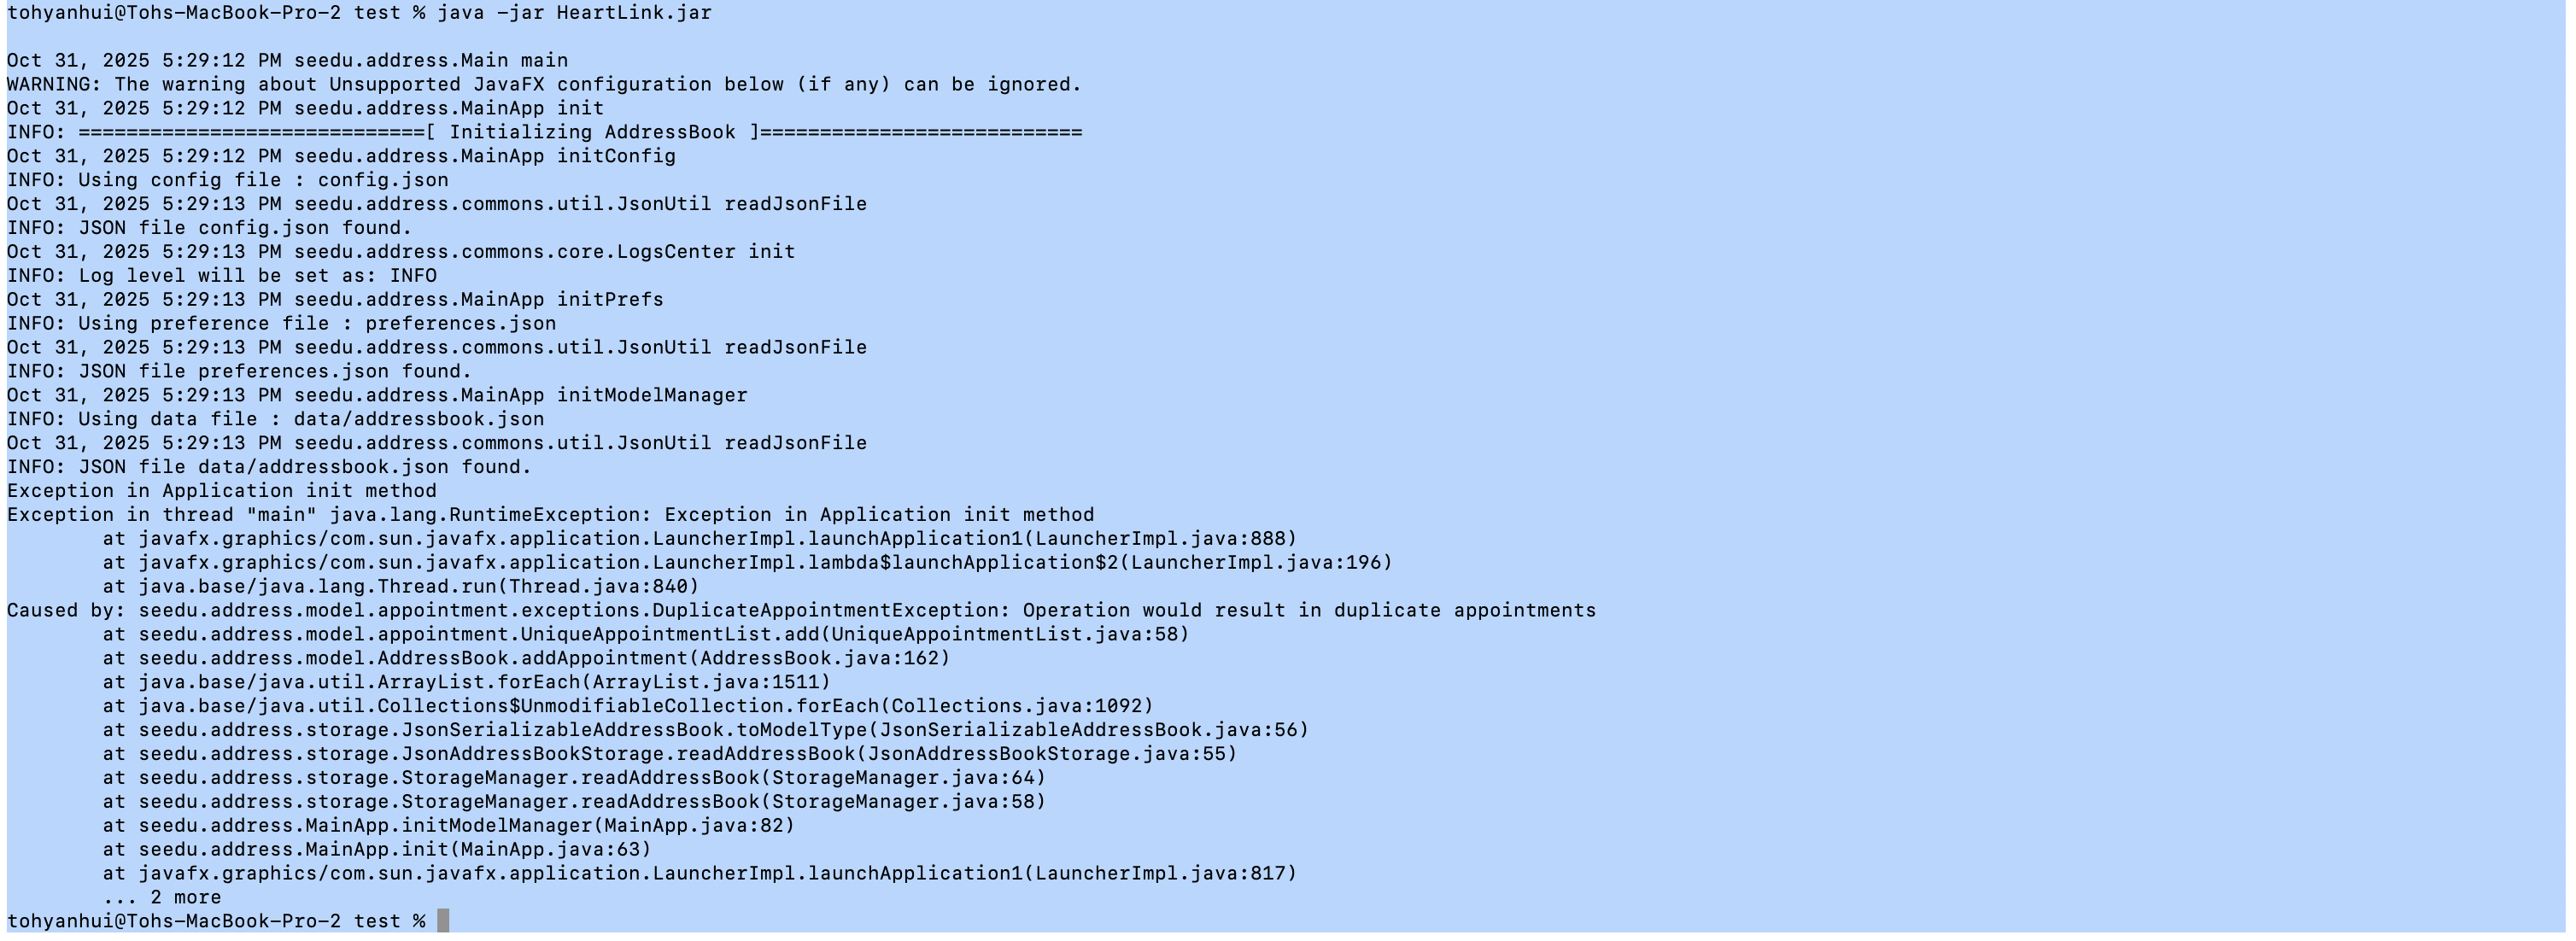 tohyanhui@Tohs-MacBook-Pro-2 test % java -jar HeartLink.jar
Oct 31, 2025 5:29:12 PM seedu.address.Main main
WARNING: The warning about Unsupported JavaFX configuration below (if any) can be ignored.
Oct 31, 2025 5:29:12 PM seedu.address.MainApp init
INFO: =============================[ Initializing AddressBook ]===========================
Oct 31, 2025 5:29:12 PM seedu.address.MainApp initConfig
INFO: Using config file : config.json
Oct 31, 2025 5:29:13 PM seedu.address.commons.util.JsonUtil readJsonFile
INFO: JSON file config.json found.
Oct 31, 2025 5:29:13 PM seedu.address.commons.core.LogsCenter init
INFO: Log level will be set as: INFO
Oct 31, 2025 5:29:13 PM seedu.address.MainApp initPrefs
INFO: Using preference file : preferences.json
Oct 31, 2025 5:29:13 PM seedu.address.commons.util.JsonUtil readJsonFile
INFO: JSON file preferences.json found.
Oct 31, 2025 5:29:13 PM seedu.address.MainApp initModelManager
INFO: Using data file : data/addressbook.json
Oct 31, 2025 5:29:13 PM seedu.address.commons.util.JsonUtil readJsonFile
INFO: JSON file data/addressbook.json found.
Exception in Application init method
Exception in thread "main" java.lang.RuntimeException: Exception in Application init method
        at javafx.graphics/com.sun.javafx.application.LauncherImpl.launchApplication1(LauncherImpl.java:888)
        at javafx.graphics/com.sun.javafx.application.LauncherImpl.lambda$launchApplication$2(LauncherImpl.java:196)
        at java.base/java.lang.Thread.run(Thread.java:840)
Caused by: seedu.address.model.appointment.exceptions.DuplicateAppointmentException: Operation would result in duplicate appointments
        at seedu.address.model.appointment.UniqueAppointmentList.add(UniqueAppointmentList.java:58)
        at seedu.address.model.AddressBook.addAppointment(AddressBook.java:162)
        at java.base/java.util.ArrayList.forEach(ArrayList.java:1511)
        at java.base/java.util.Collections$UnmodifiableCollection.forEach(Collections.java:1092)
        at seedu.address.storage.JsonSerializableAddressBook.toModelType(JsonSerializableAddressBook.java:56)
        at seedu.address.storage.JsonAddressBookStorage.readAddressBook(JsonAddressBookStorage.java:55)
        at seedu.address.storage.StorageManager.readAddressBook(StorageManager.java:64)
        at seedu.address.storage.StorageManager.readAddressBook(StorageManager.java:58)
        at seedu.address.MainApp.initModelManager(MainApp.java:82)
        at seedu.address.MainApp.init(MainApp.java:63)
        at javafx.graphics/com.sun.javafx.application.LauncherImpl.launchApplication1(LauncherImpl.java:817)
        ... 2 more
tohyanhui@Tohs-MacBook-Pro-2 test %